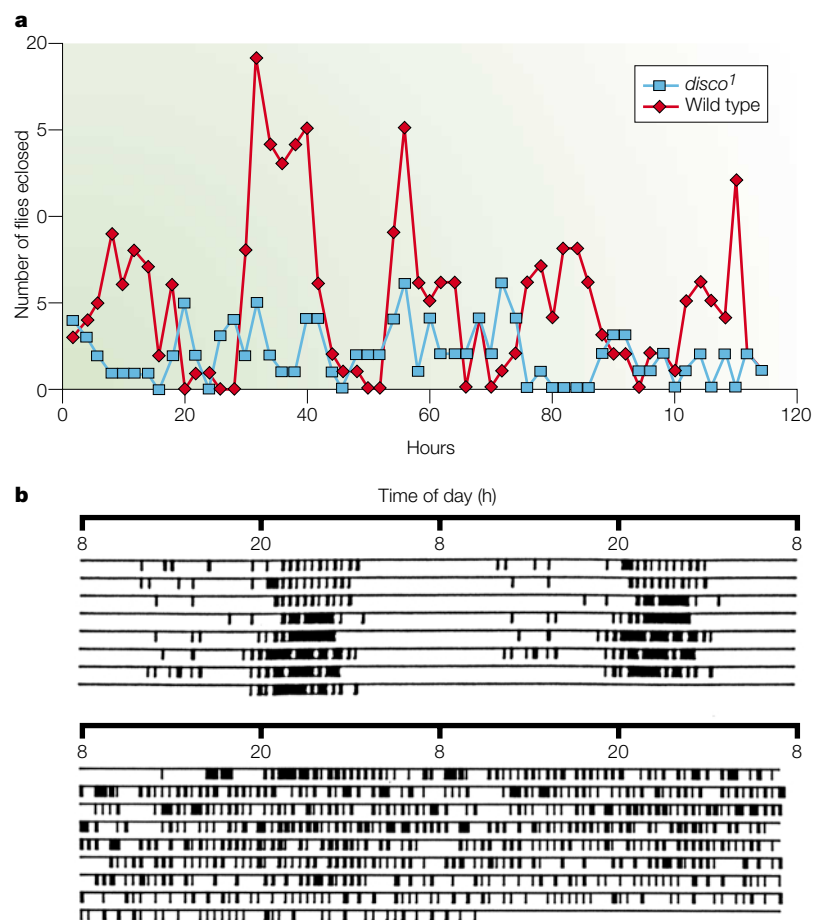 a
20
5
0
5
0
Number of flies eclosed
disco1
Wild type
0 20 40 60 80 10 120
Hours
b
Time of day (h)
8 20 8 20 8
8 20 8 20 8